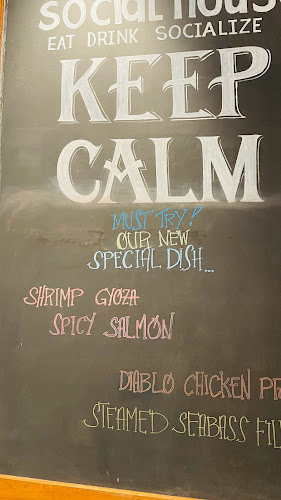 SOCIAL HOUS
EAT DRINK SOCIALIZE
KEEP
CALM
MUST TRY!
OUR NEW
SPECIAL DISH...
SHRIMP GYOZA
SPICY SALMON
DIABLO CHICKEN
STEAMED SEABASS FIL